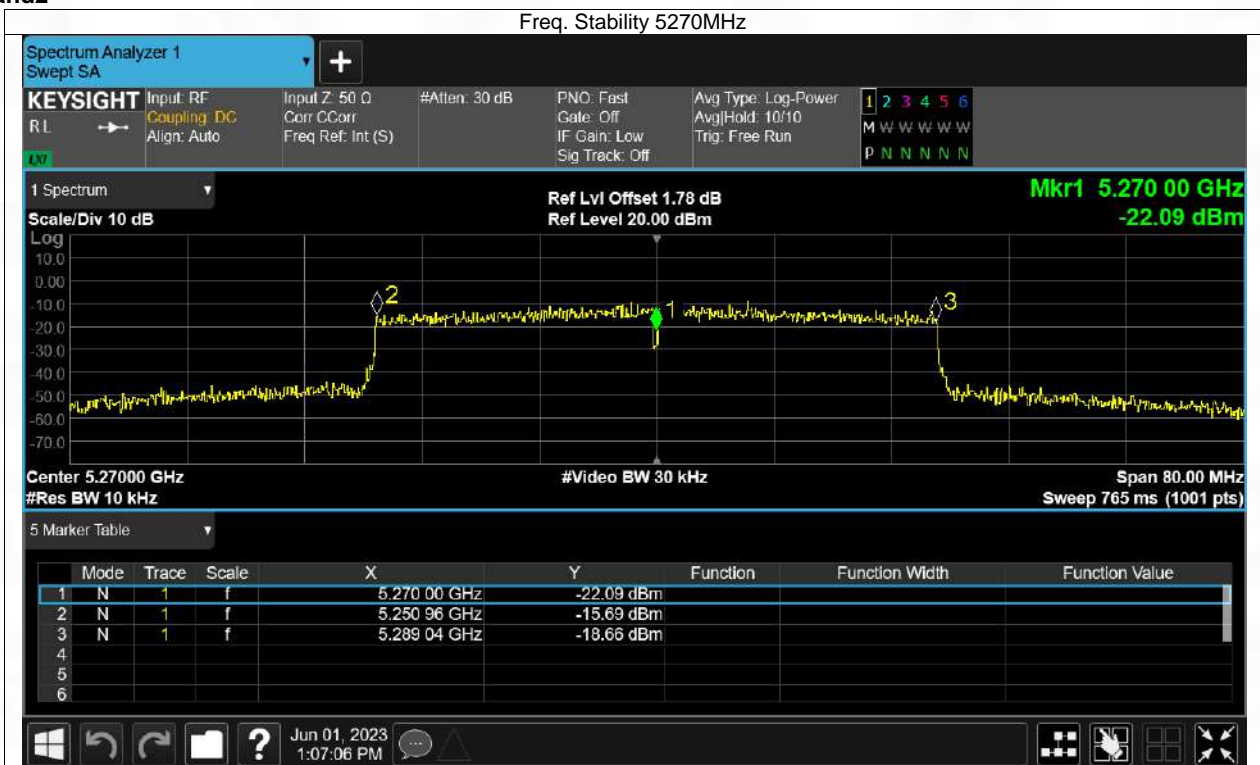 Freq. Stability 5270MHz
Spectrum Analyzer 1
Swept SA
+
KEYSIGHT Input: RF Input Z: 50 Ω #Atten: 30 dB PNO: Fast Avg Type: Log-Power 1 2 3 4 5 6
RL Coupling: DC Corr CCorr Gate: Off Avg|Hold: 10/10 M W W W W W
Align: Auto Freq Ref: Int (S) IF Gain: Low Trig: Free Run
LXI Sig Track: Off P N N N N N
1 Spectrum Ref Lvl Offset 1.78 dB Mkr1 5.270 00 GHz
Scale/Div 10 dB Ref Level 20.00 dBm -22.09 dBm
Log
10.0
0.00
-10.0 2 1 3
-20.0
-30.0
-40.0
-50.0
-60.0
-70.0
Center 5.27000 GHz #Video BW 30 kHz Span 80.00 MHz
#Res BW 10 kHz Sweep 765 ms (1001 pts)
5 Marker Table
Mode Trace Scale X Y Function Function Width Function Value
1 N 1 f 5.270 00 GHz -22.09 dBm
2 N 1 f 5.250 96 GHz -15.69 dBm
3 N 1 f 5.289 04 GHz -18.66 dBm
4
5
6
? Jun 01, 2023
1:07:06 PM